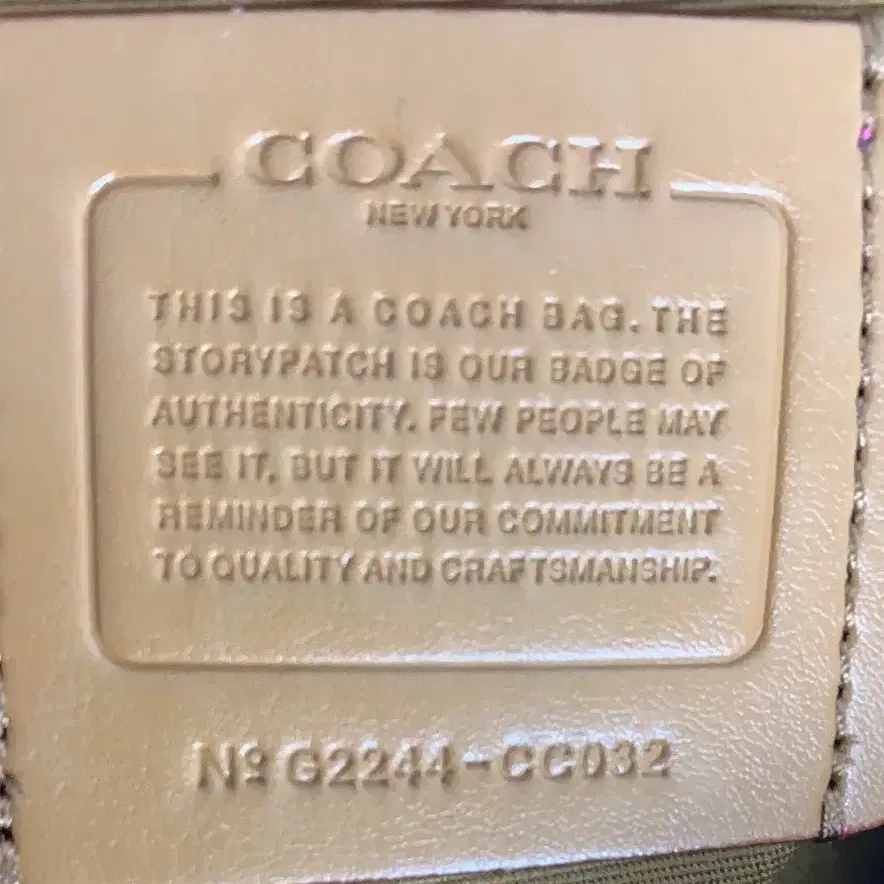 COACH
NEW YORK
THIS IS A COACH BAG. THE
STORYPATCH IS OUR BADGE OF
AUTHENTICITY. FEW PEOPLE MAY
SEE IT, BUT IT WILL ALWAYS BE A
REMINDER OF OUR COMMITMENT
TO QUALITY AND CRAFTSMANSHIP.
Nº G2244-CC032